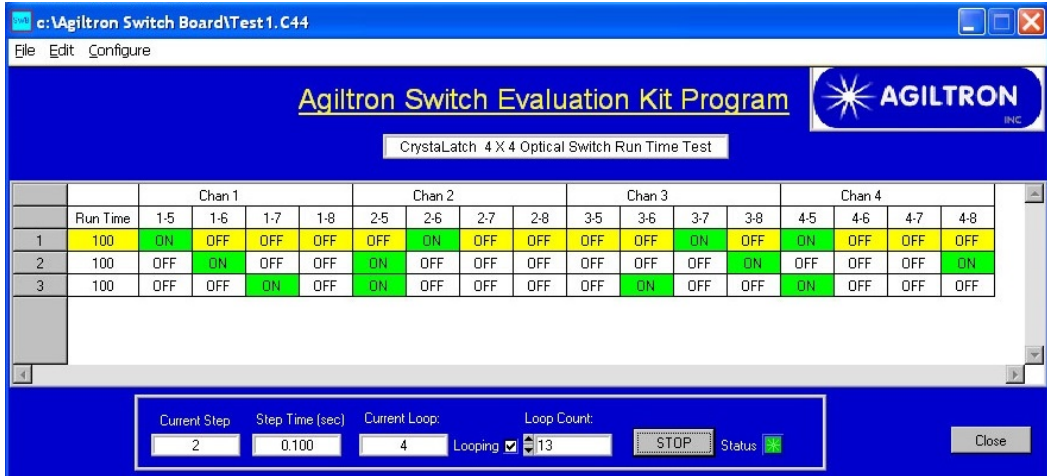 c:\Agiltron Switch Board\Test1.C44
File Edit Configure
Agiltron Switch Evaluation Kit Program
AGILTRON
INC
CrystaLatch 4 X 4 Optical Switch Run Time Test
Chan 1 Chan 2 Chan 3 Chan 4
Run Time 1-5 1-6 1-7 1-8 2-5 2-6 2-7 2-8 3-5 3-6 3-7 3-8 4-5 4-6 4-7 4-8
1 100 ON OFF OFF OFF OFF ON OFF OFF OFF OFF ON OFF ON OFF OFF OFF
2 100 OFF ON OFF OFF ON OFF OFF OFF OFF OFF OFF ON OFF OFF OFF ON
3 100 OFF OFF ON OFF ON OFF OFF OFF OFF ON OFF OFF ON OFF OFF OFF
Current Step Step Time (sec) Current Loop: Loop Count:
2 0.100 4 Looping 13 STOP Status Close